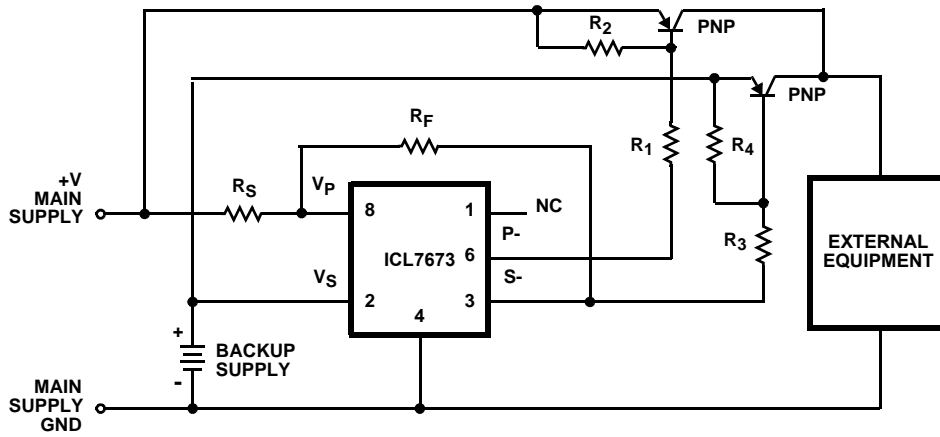 R2
PNP
PNP
RF
R1
R4
+V
MAIN
SUPPLY
RS
VP
8
1
NC
P-
R3
EXTERNAL
EQUIPMENT
ICL7673
6
VS
S-
2
3
4
+
BACKUP
SUPPLY
-
MAIN
SUPPLY
GND